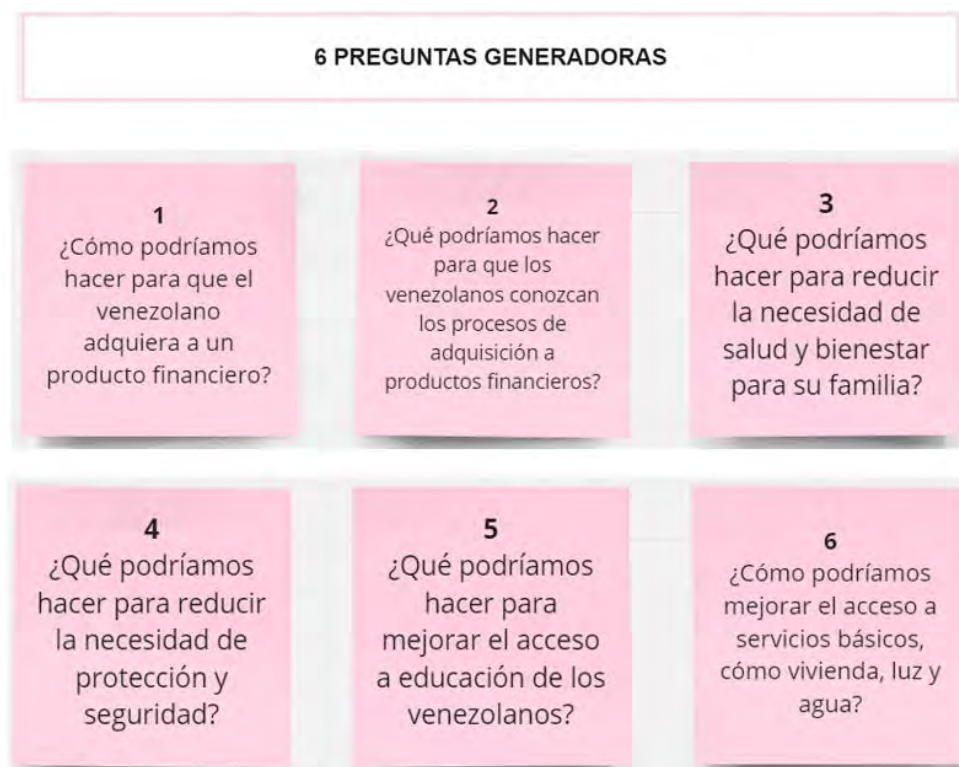 6 PREGUNTAS GENERADORAS
1
¿Cómo podríamos
hacer para que el
venezolano
adquiera a un
producto financiero?
2
¿Qué podríamos hacer
para que los
venezolanos conozcan
los procesos de
adquisición a
productos financieros?
3
¿Qué podríamos
hacer para reducir
la necesidad de
salud y bienestar
para su familia?
4
¿Qué podríamos
hacer para reducir
la necesidad de
protección y
seguridad?
5
¿Qué podríamos
hacer para
mejorar el acceso
a educación de los
venezolanos?
6
¿Cómo podríamos
mejorar el acceso a
servicios básicos,
cómo vivienda, luz y
agua?